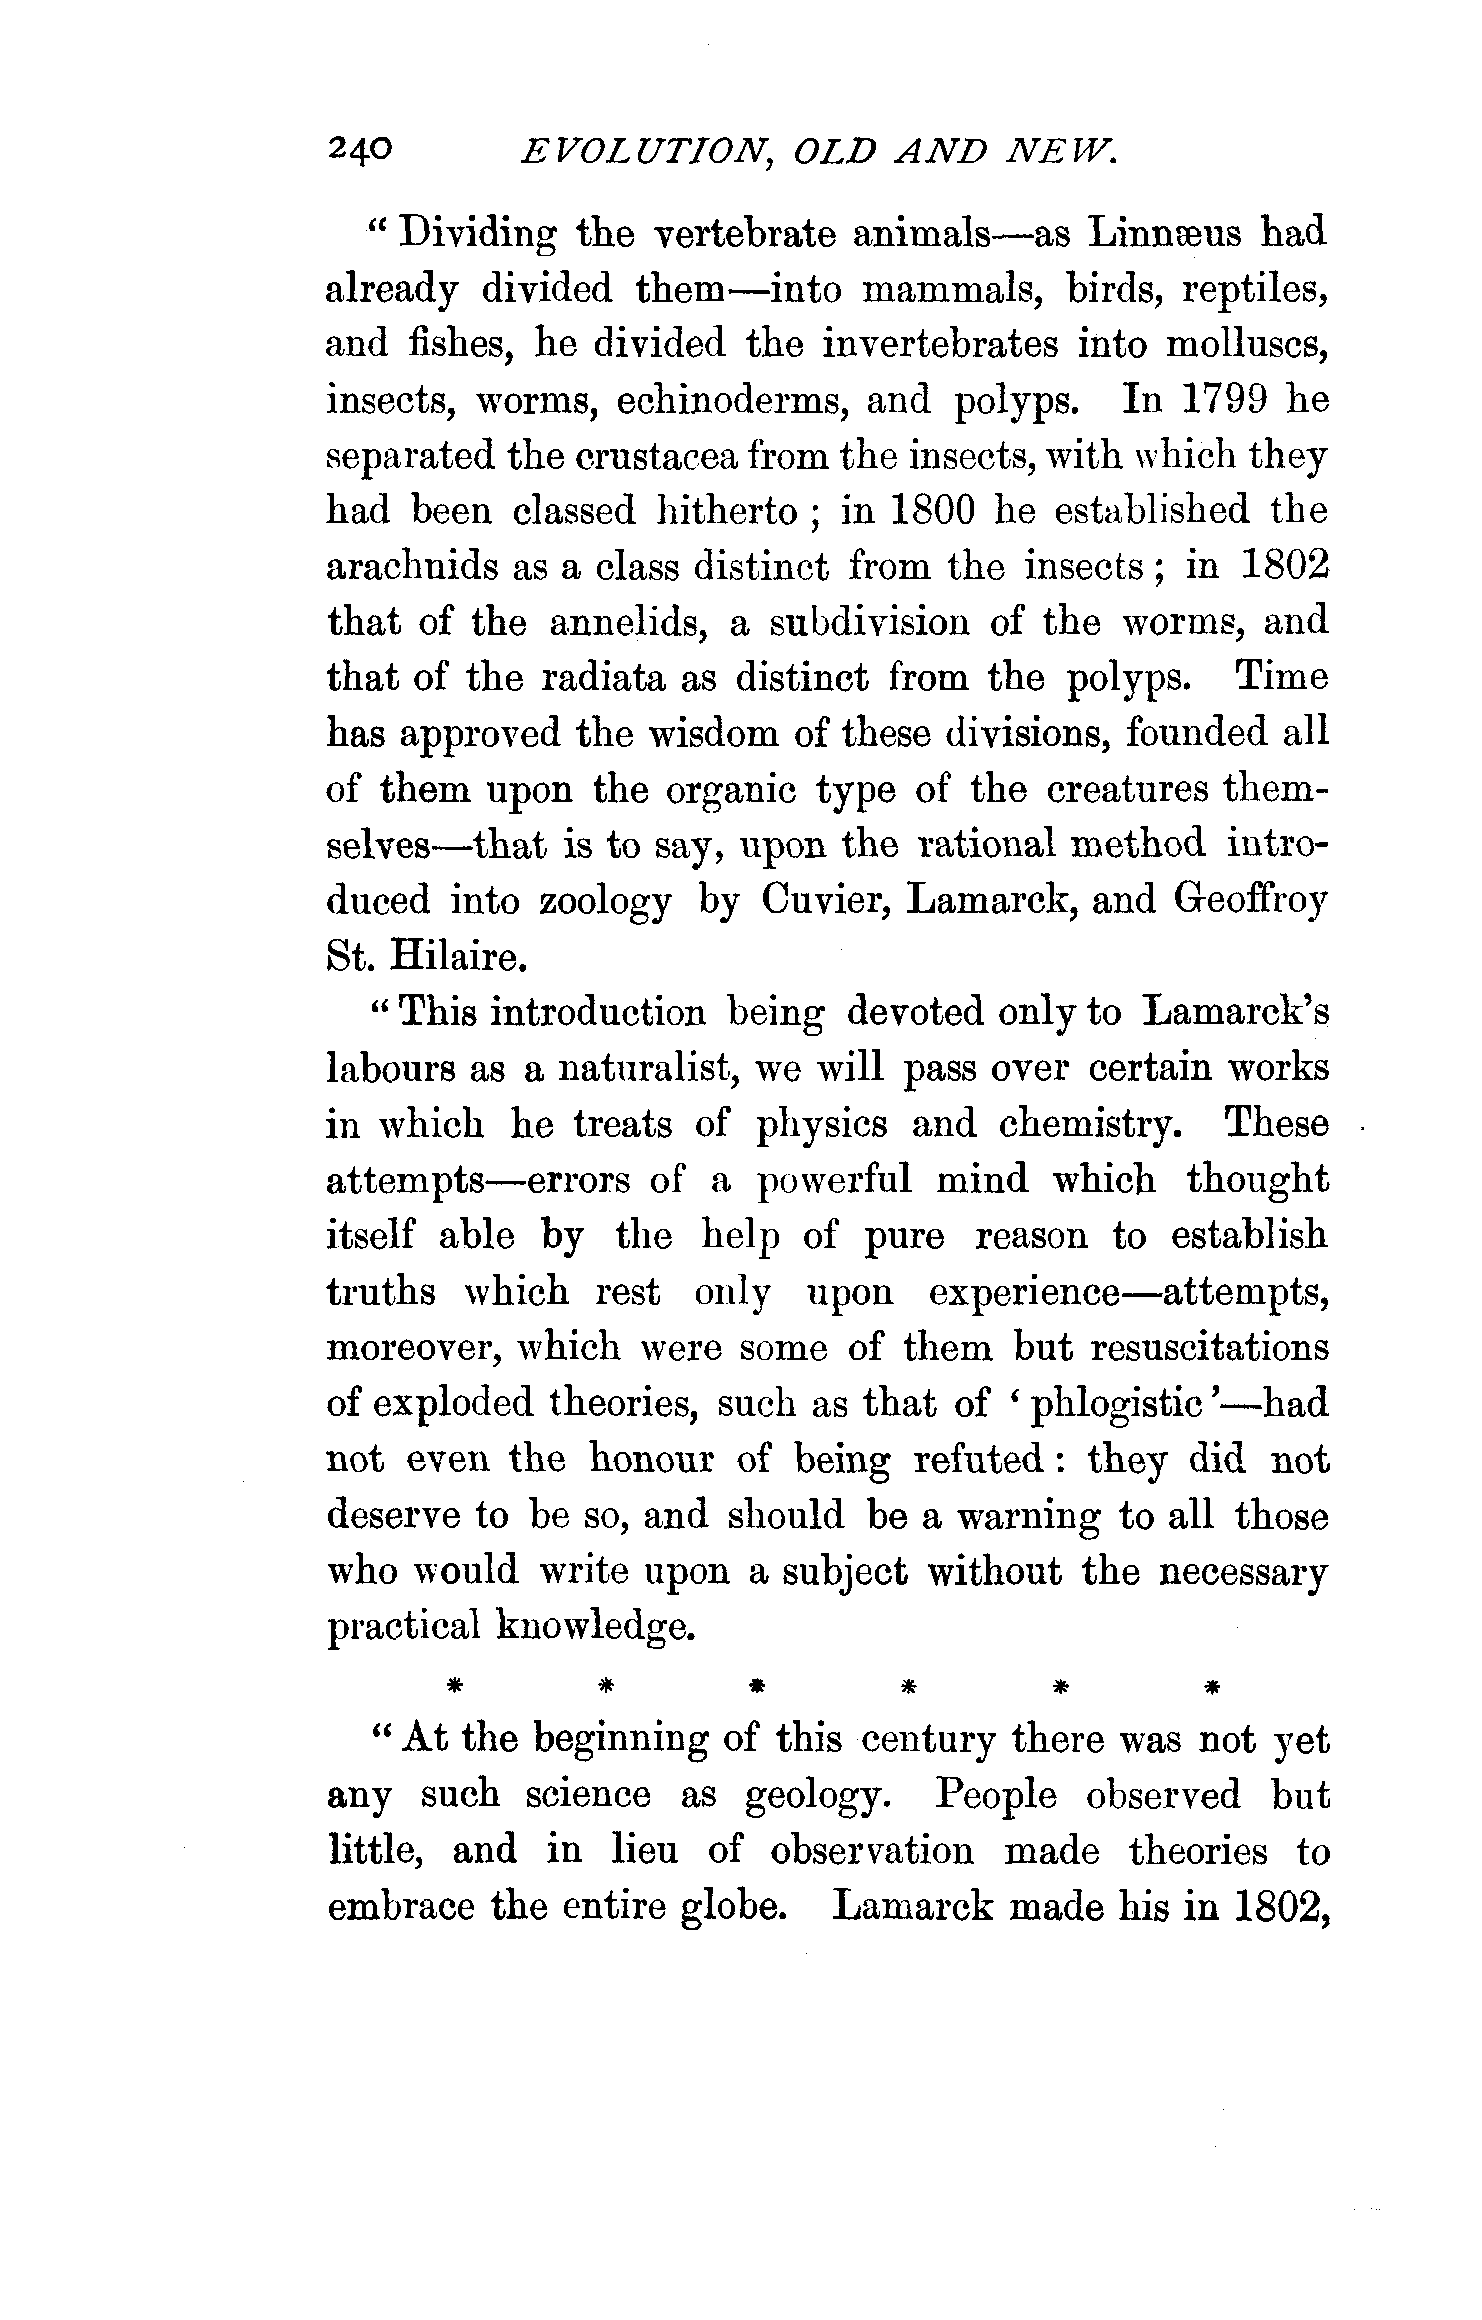 240 EVOLUTION, OLD AND NEW.
“ Dividing the vertebrate animals—as Linnæus had
already divided them—into mammals, birds, reptiles,
and fishes, he divided the invertebrates into molluscs,
insects, worms, echinoderms, and polyps. In 1799 he
separated the crustacea from the insects, with which they
had been classed hitherto ; in 1800 he established the
arachnids as a class distinct from the insects ; in 1802
that of the annelids, a subdivision of the worms, and
that of the radiata as distinct from the polyps. Time
has approved the wisdom of these divisions, founded all
of them upon the organic type of the creatures them-
selves—that is to say, upon the rational method intro-
duced into zoology by Cuvier, Lamarck, and Geoffroy
St. Hilaire.
“ This introduction being devoted only to Lamarck’s
labours as a naturalist, we will pass over certain works
in which he treats of physics and chemistry. These
attempts—errors of a powerful mind which thought
itself able by the help of pure reason to establish
truths which rest only upon experience—attempts,
moreover, which were some of them but resuscitations
of exploded theories, such as that of ‘ phlogistic ’—had
not even the honour of being refuted : they did not
deserve to be so, and should be a warning to all those
who would write upon a subject without the necessary
practical knowledge.
* * * * * *
“ At the beginning of this century there was not yet
any such science as geology. People observed but
little, and in lieu of observation made theories to
embrace the entire globe. Lamarck made his in 1802,